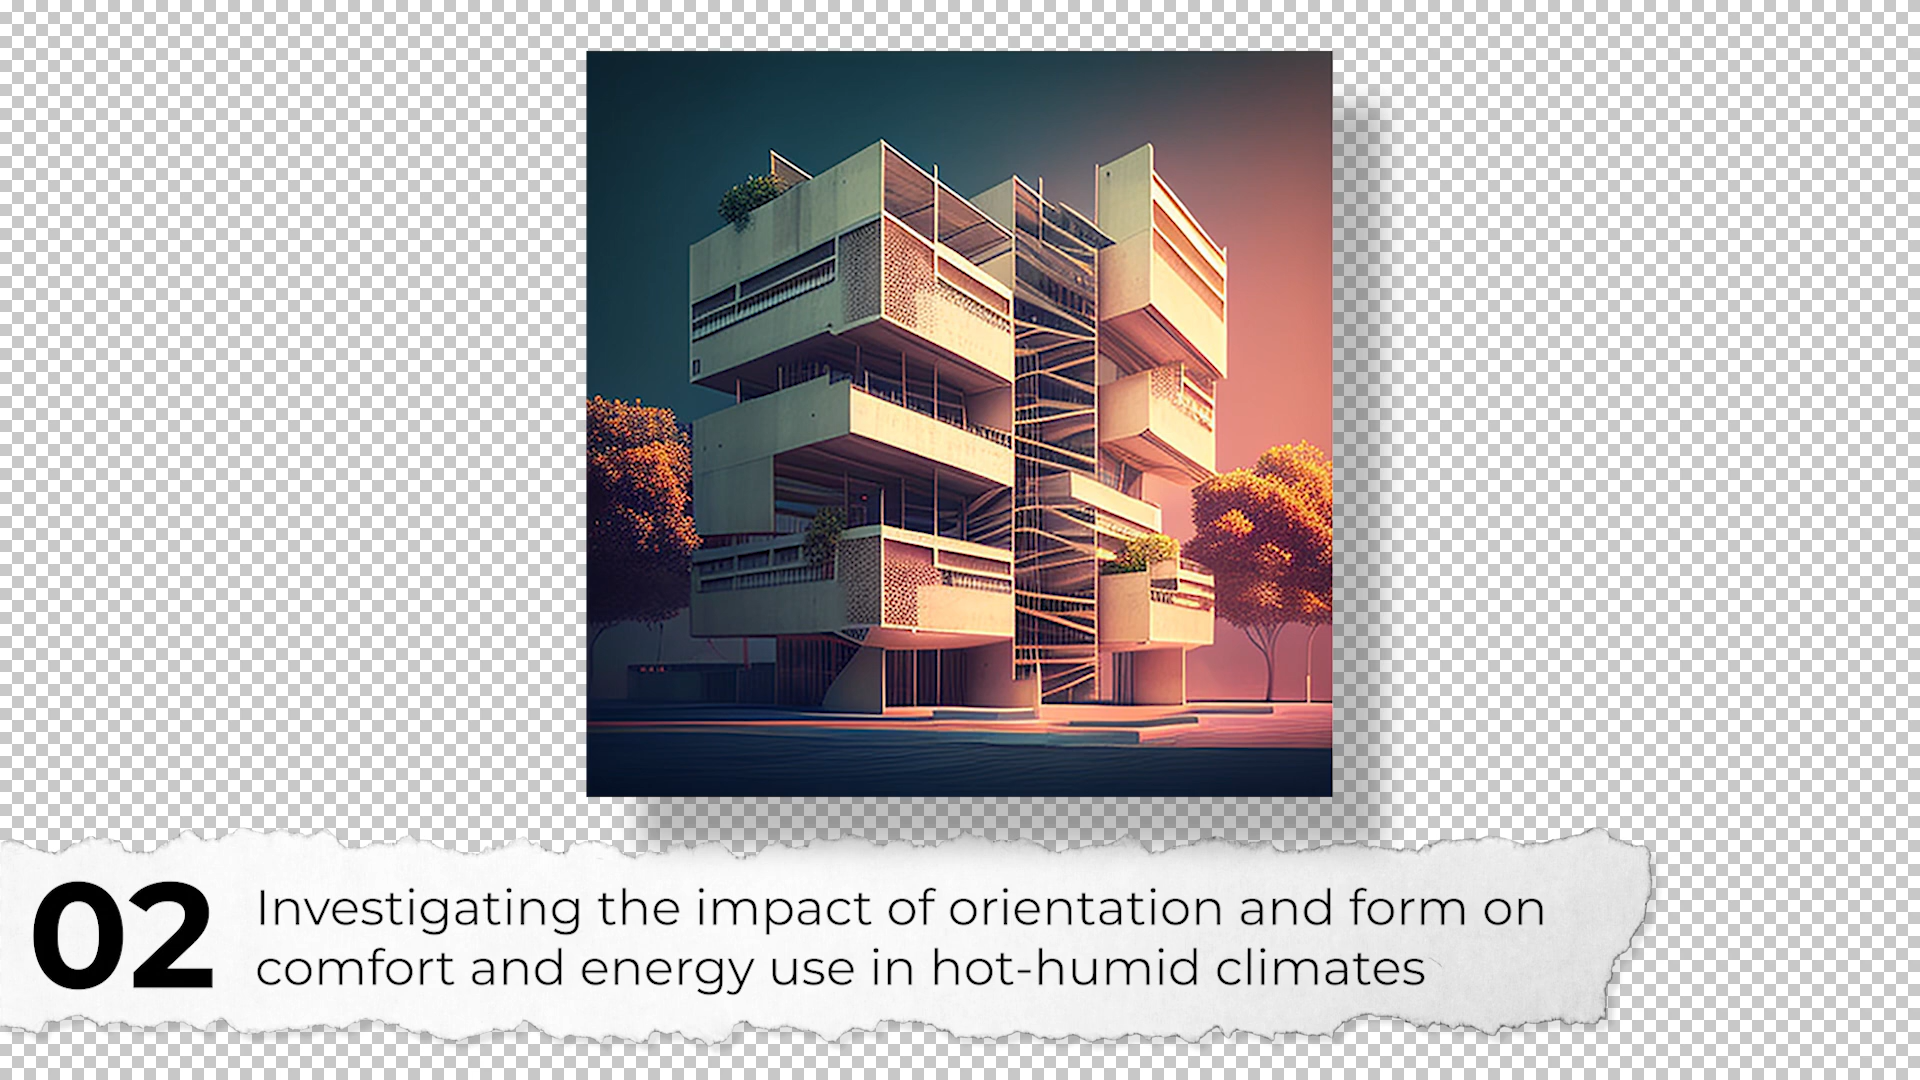 02
Investigating the impact of orientation and form on
comfort and energy use in hot-humid climates